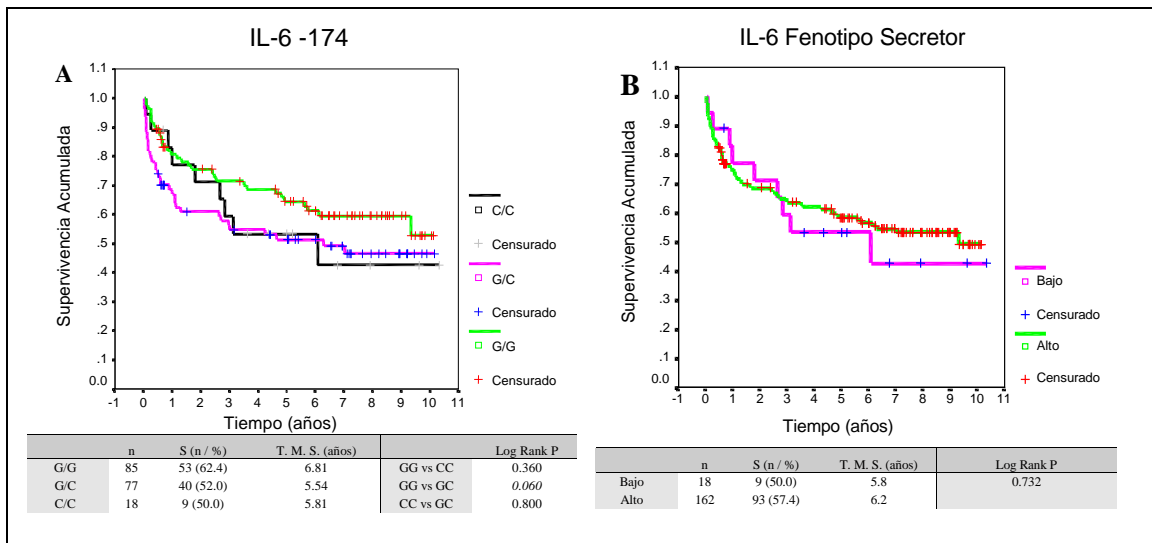 IL-6 -174
A
1.1
1.0
.9
.8
.7
.6
.5
.4
.3
.2
.1
0.0
Supervivencia Acumulada
-1 0 1 2 3 4 5 6 7 8 9 10 11
Tiempo (años)
C/C
Censurado
G/C
Censurado
G/G
Censurado
n S (n / %) T. M. S. (años) Log Rank P
G/G 85 53 (62.4) 6.81 GG vs CC 0.360
G/C 77 40 (52.0) 5.54 GG vs GC 0.060
C/C 18 9 (50.0) 5.81 CC vs GC 0.800
IL-6 Fenotipo Secretor
B
1.1
1.0
.9
.8
.7
.6
.5
.4
.3
.2
.1
0.0
Supervivencia Acumulada
-1 0 1 2 3 4 5 6 7 8 9 10 11
Tiempo (años)
Bajo
Censurado
Alto
Censurado
n S (n / %) T. M. S. (años) Log Rank P
Bajo 18 9 (50.0) 5.8 0.732
Alto 162 93 (57.4) 6.2